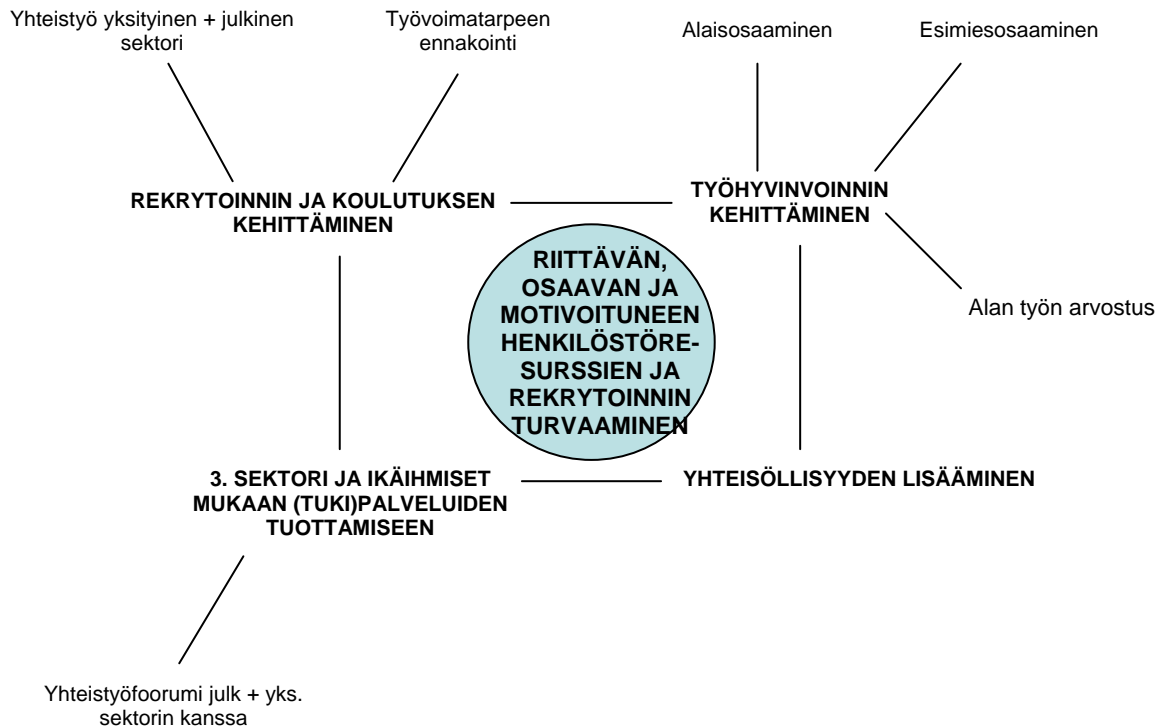 Yhteistyö yksityinen + julkinen
sektori
Työvoimatarpeen
ennakointi
Alaisosaaminen
Esimiesosaaminen
REKRYTOINNIN JA KOULUTUKSEN
KEHITTÄMINEN
TYÖHYVINVOINNIN
KEHITTÄMINEN
RIITTÄVÄN,
OSAAVAN JA
MOTIVOITUNEEN
HENKILÖSTÖRE-
SURSSIEN JA
REKRYTOINNIN
TURVAAMINEN
Alan työn arvostus
3. SEKTORI JA IKÄIHMISET
MUKAAN (TUKI)PALVELUIDEN
TUOTTAMISEEN
YHTEISÖLLISYYDEN LISÄÄMINEN
Yhteistyöfoorumi julk + yks.
sektorin kanssa